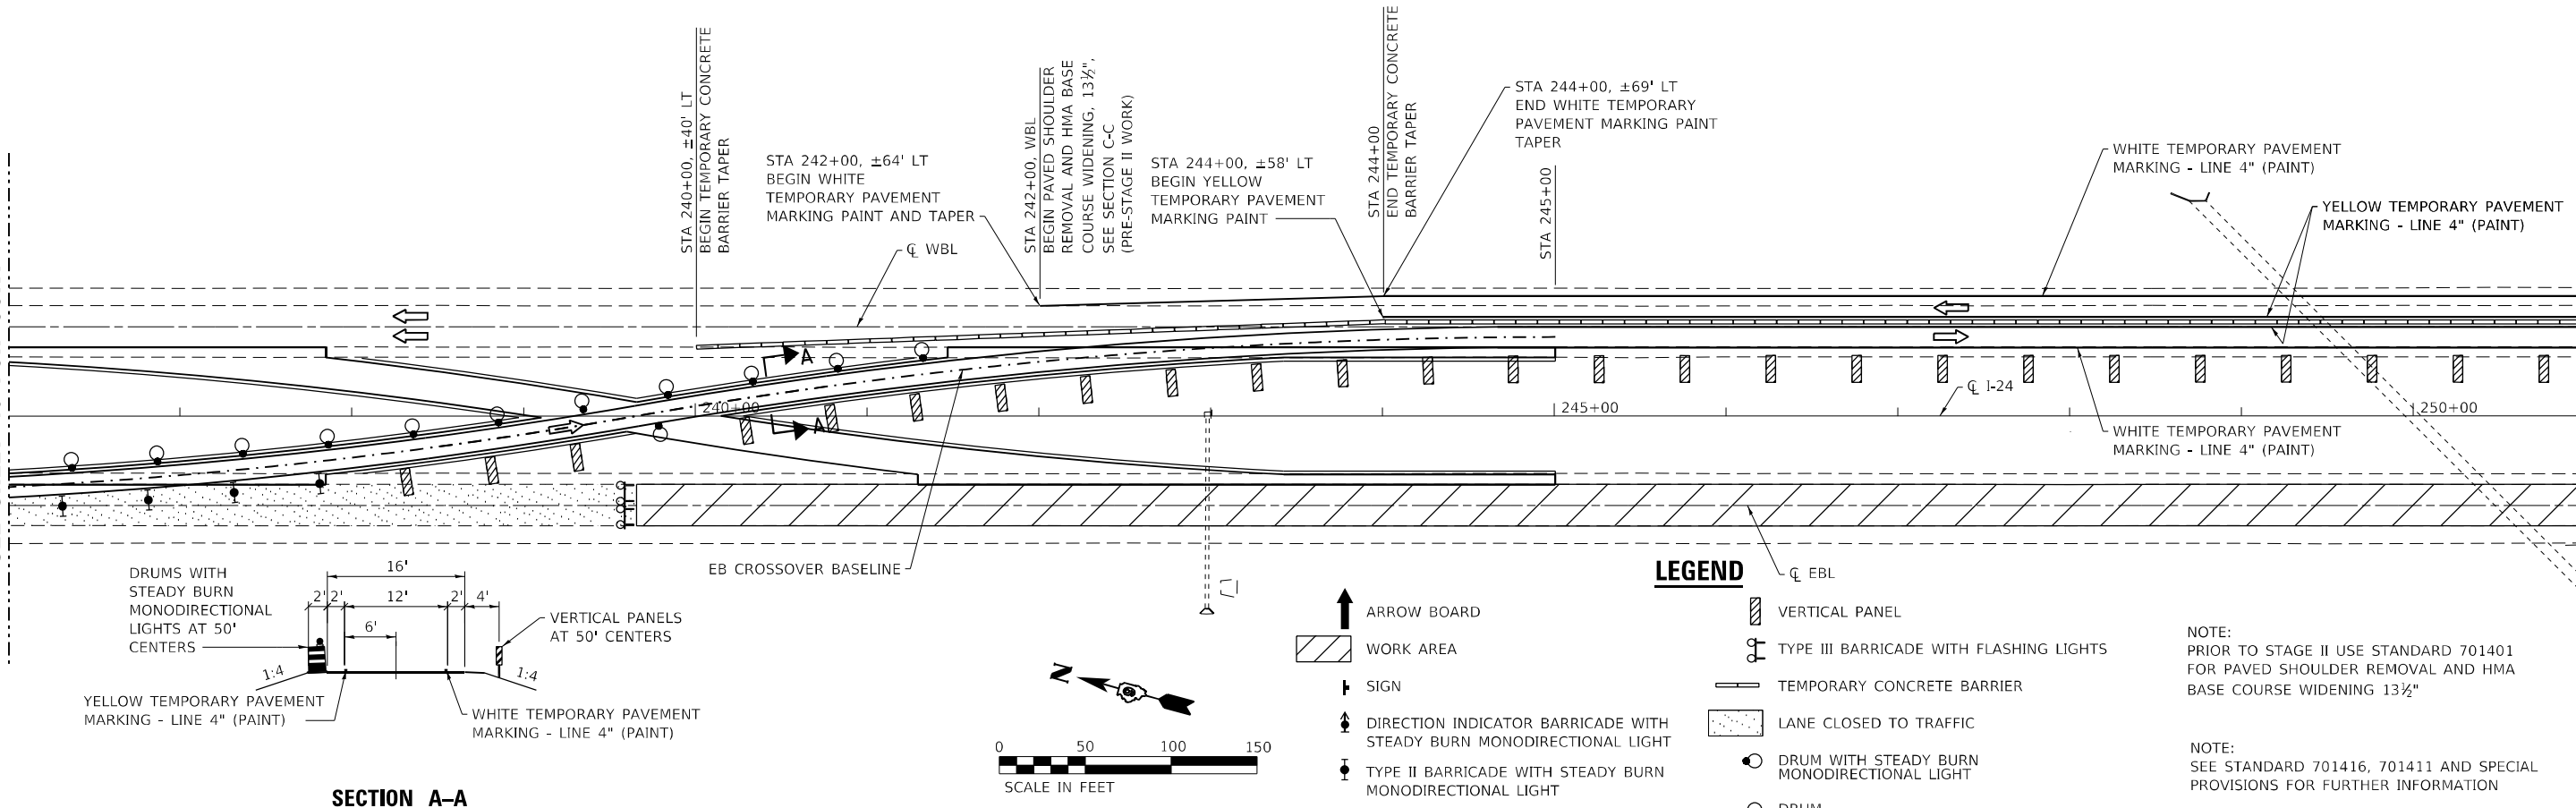 STA 240+00, ±40' LT
BEGIN TEMPORARY CONCRETE
BARRIER TAPER
STA 242+00, ±64' LT
BEGIN WHITE
TEMPORARY PAVEMENT
MARKING PAINT AND TAPER
℄ WBL
STA 242+00, WBL
BEGIN PAVED SHOULDER
REMOVAL AND HMA BASE
COURSE WIDENING, 13½",
SEE SECTION C-C
(PRE-STAGE II WORK)
STA 244+00, ±58' LT
BEGIN YELLOW
TEMPORARY PAVEMENT
MARKING PAINT
STA 244+00
END TEMPORARY CONCRETE
BARRIER TAPER
STA 244+00, ±69' LT
END WHITE TEMPORARY
PAVEMENT MARKING PAINT
TAPER
STA 245+00
WHITE TEMPORARY PAVEMENT
MARKING - LINE 4" (PAINT)
YELLOW TEMPORARY PAVEMENT
MARKING - LINE 4" (PAINT)
A
A
℄ I-24
240+00
245+00
250+00
WHITE TEMPORARY PAVEMENT
MARKING - LINE 4" (PAINT)
EB CROSSOVER BASELINE
℄ EBL
DRUMS WITH
STEADY BURN
MONODIRECTIONAL
LIGHTS AT 50'
CENTERS
16'
2' 2' 12' 2' 4'
6'
VERTICAL PANELS
AT 50' CENTERS
1:4
1:4
YELLOW TEMPORARY PAVEMENT
MARKING - LINE 4" (PAINT)
WHITE TEMPORARY PAVEMENT
MARKING - LINE 4" (PAINT)
SECTION A-A
N
0 50 100 150
SCALE IN FEET
LEGEND
ARROW BOARD
WORK AREA
SIGN
DIRECTION INDICATOR BARRICADE WITH
STEADY BURN MONODIRECTIONAL LIGHT
TYPE II BARRICADE WITH STEADY BURN
MONODIRECTIONAL LIGHT
VERTICAL PANEL
TYPE III BARRICADE WITH FLASHING LIGHTS
TEMPORARY CONCRETE BARRIER
LANE CLOSED TO TRAFFIC
DRUM WITH STEADY BURN
MONODIRECTIONAL LIGHT
DRUM
NOTE:
PRIOR TO STAGE II USE STANDARD 701401
FOR PAVED SHOULDER REMOVAL AND HMA
BASE COURSE WIDENING 13½"
NOTE:
SEE STANDARD 701416, 701411 AND SPECIAL
PROVISIONS FOR FURTHER INFORMATION